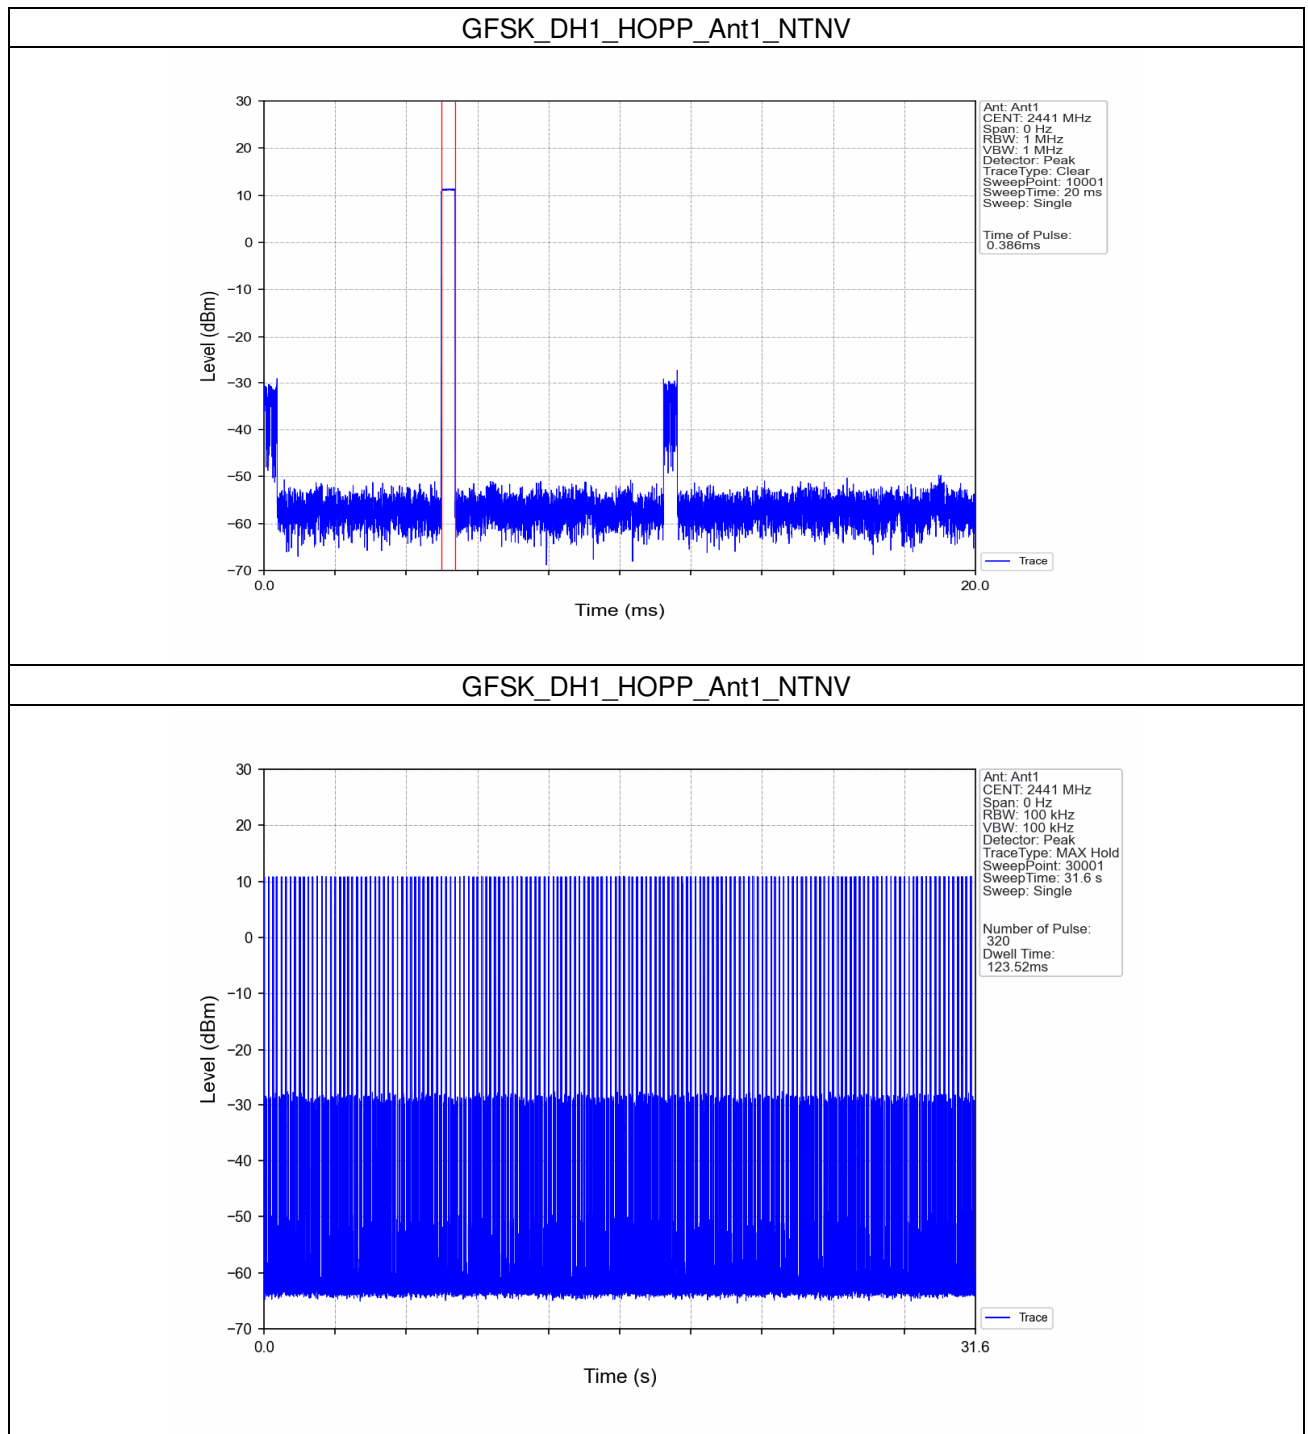 GFSK_DH1_HOPP_Ant1_NTNV
30
20
10
0
−10
−20
−30
−40
−50
−60
−70
Level (dBm)
0.0
20.0
Time (ms)
Ant: Ant1
CENT: 2441 MHz
Span: 0 Hz
RBW: 1 MHz
VBW: 1 MHz
Detector: Peak
TraceType: Clear
SweepPoint: 10001
SweepTime: 20 ms
Sweep: Single
Time of Pulse:
0.386ms
Trace
GFSK_DH1_HOPP_Ant1_NTNV
30
20
10
0
−10
−20
−30
−40
−50
−60
−70
Level (dBm)
0.0
31.6
Time (s)
Ant: Ant1
CENT: 2441 MHz
Span: 0 Hz
RBW: 100 kHz
VBW: 100 kHz
Detector: Peak
TraceType: MAX Hold
SweepPoint: 30001
SweepTime: 31.6 s
Sweep: Single
Number of Pulse:
320
Dwell Time:
123.52ms
Trace